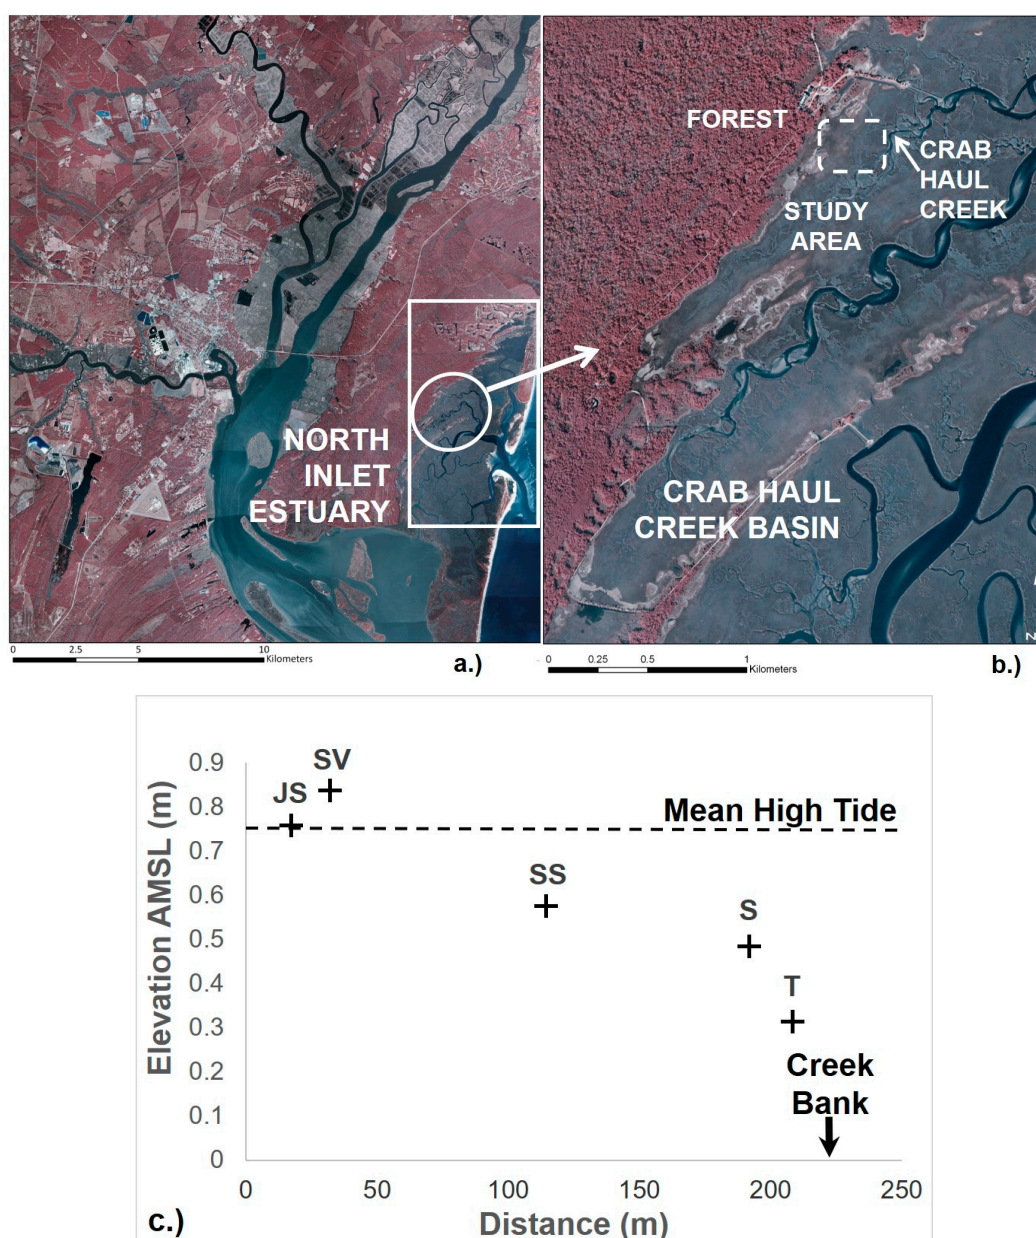 NORTH
INLET
ESTUARY
0 2.5 5 10
Kilometers
a.)
FOREST
CRAB
HAUL
CREEK
STUDY
AREA
CRAB HAUL
CREEK BASIN
Z
0 0.25 0.5 1
Kilometers
b.)
Elevation AMSL (m)
0.9
0.8
0.7
0.6
0.5
0.4
0.3
0.2
0.1
0
JS
SV
Mean High Tide
SS
S
T
Creek
Bank
0 50 100 150 200 250
Distance (m)
c.)